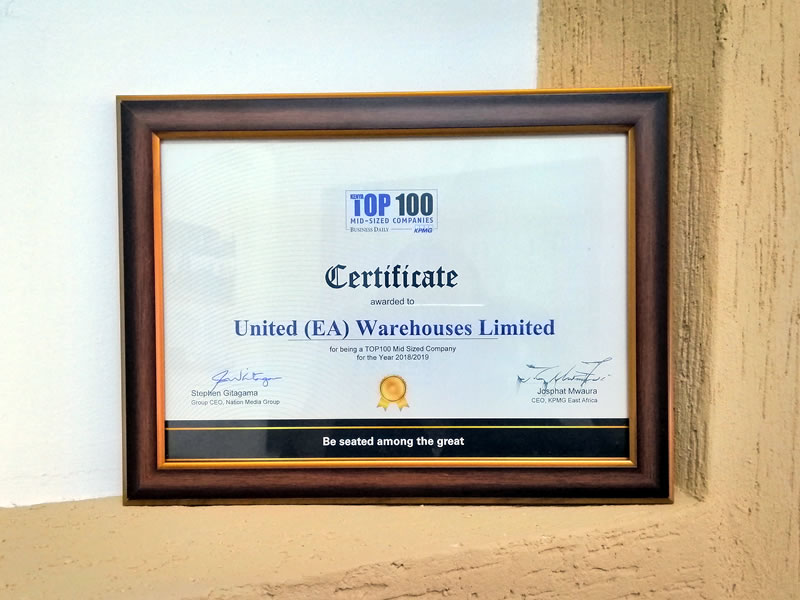 KENYA
TOP 100
MID-SIZED COMPANIES
BUSINESS DAILY KPMG
Certificate
awarded to
United (EA) Warehouses Limited
for being a TOP100 Mid Sized Company
for the Year 2018/2019
Stephen Gitagama
Group CEO, Nation Media Group
Josphat Mwaura
CEO, KPMG East Africa
Be seated among the great